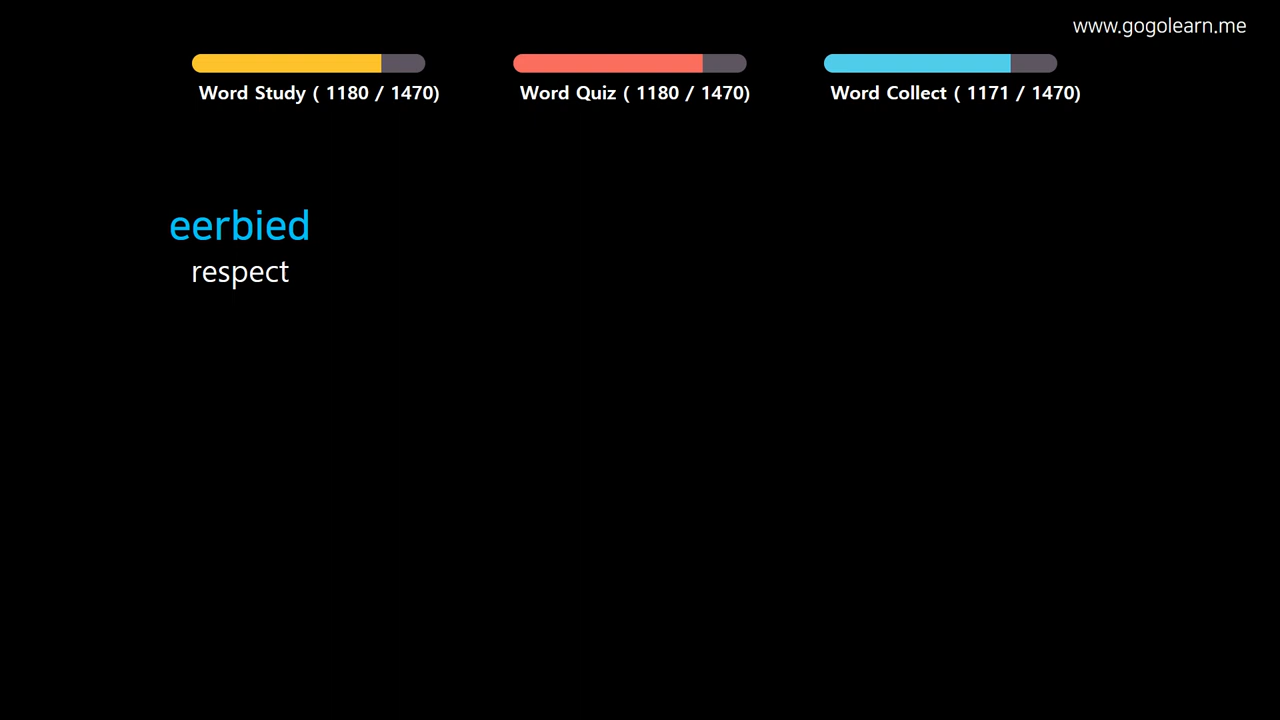 www.gogolearn.me
Word Study ( 1180 / 1470)
Word Quiz ( 1180 / 1470)
Word Collect ( 1171 / 1470)
eerbied
respect